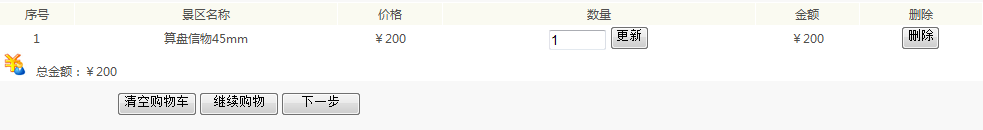 序号 景区名称 价格 数量 金额 删除
1 算盘信物45mm ￥200 1 更新 ￥200 删除
总金额：￥200
清空购物车 继续购物 下一步